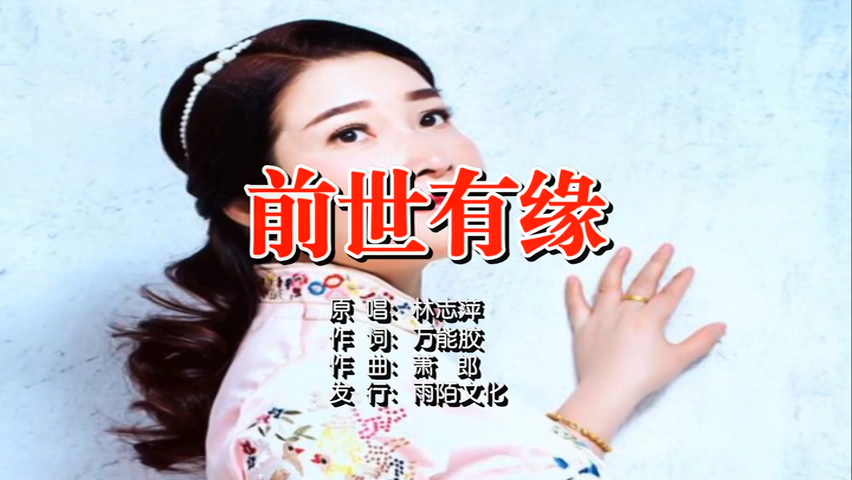 前世有缘
原 唱：林志萍
作 词：万能胶
作 曲：萧 郎
发 行：雨陌文化